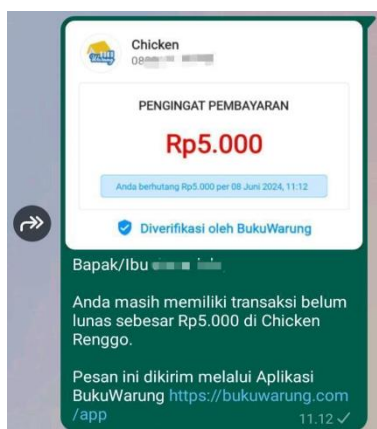 Chicken
08
PENGINGAT PEMBAYARAN
Rp5.000
Anda berhutang Rp5.000 per 08 Juni 2024, 11:12
Diverifikasi oleh BukuWarung
Bapak/Ibu
Anda masih memiliki transaksi belum
lunas sebesar Rp5.000 di Chicken
Renggo.
Pesan ini dikirim melalui Aplikasi
BukuWarung https://bukuwarung.com
/app
11.12